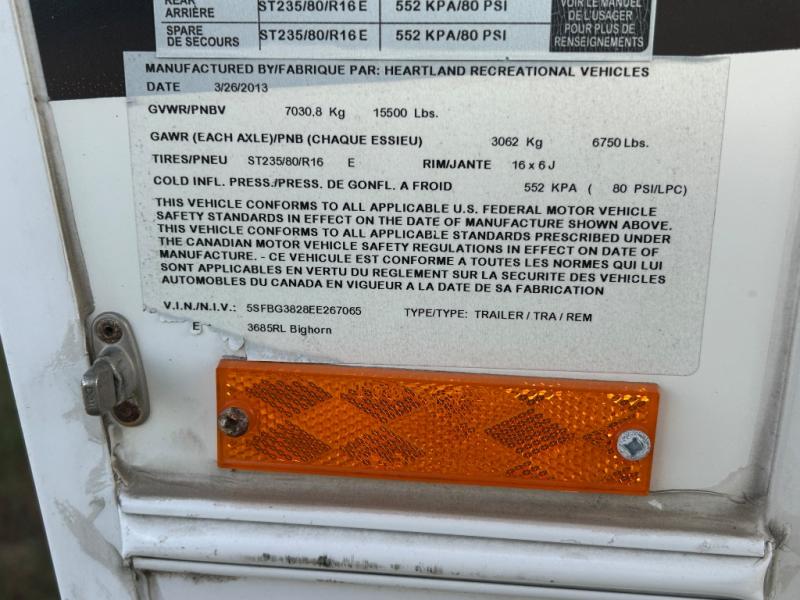 REAR
ARRIÈRE
ST235/80/R16E
552 KPA/80 PSI
SPARE
DE SECOURS
ST235/80/R16E
552 KPA/80 PSI
VOIR LE MANUEL
DE L'USAGER
POUR PLUS DE
RENSEIGNEMENTS
MANUFACTURED BY/FABRIQUE PAR: HEARTLAND RECREATIONAL VEHICLES
DATE 3/26/2013
GVWR/PNBV 7030,8 Kg 15500 Lbs.
GAWR (EACH AXLE)/PNB (CHAQUE ESSIEU) 3062 Kg 6750 Lbs.
TIRES/PNEU ST235/80/R16 E RIM/JANTE 16 x 6 J
COLD INFL. PRESS./PRESS. DE GONFL. A FROID 552 KPA ( 80 PSI/LPC)
THIS VEHICLE CONFORMS TO ALL APPLICABLE U.S. FEDERAL MOTOR VEHICLE
SAFETY STANDARDS IN EFFECT ON THE DATE OF MANUFACTURE SHOWN ABOVE.
THIS VEHICLE CONFORMS TO ALL APPLICABLE STANDARDS PRESCRIBED UNDER
THE CANADIAN MOTOR VEHICLE SAFETY REGULATIONS IN EFFECT ON DATE OF
MANUFACTURE. - CE VEHICULE EST CONFORME A TOUTES LES NORMES QUI LUI
SONT APPLICABLES EN VERTU DU REGLEMENT SUR LA SECURITE DES VEHICLES
AUTOMOBILES DU CANADA EN VIGUEUR A LA DATE DE SA FABRICATION
V.I.N./N.I.V.: 5SFBG3828EE267065 TYPE/TYPE: TRAILER / TRA / REM
E 3685RL Bighorn